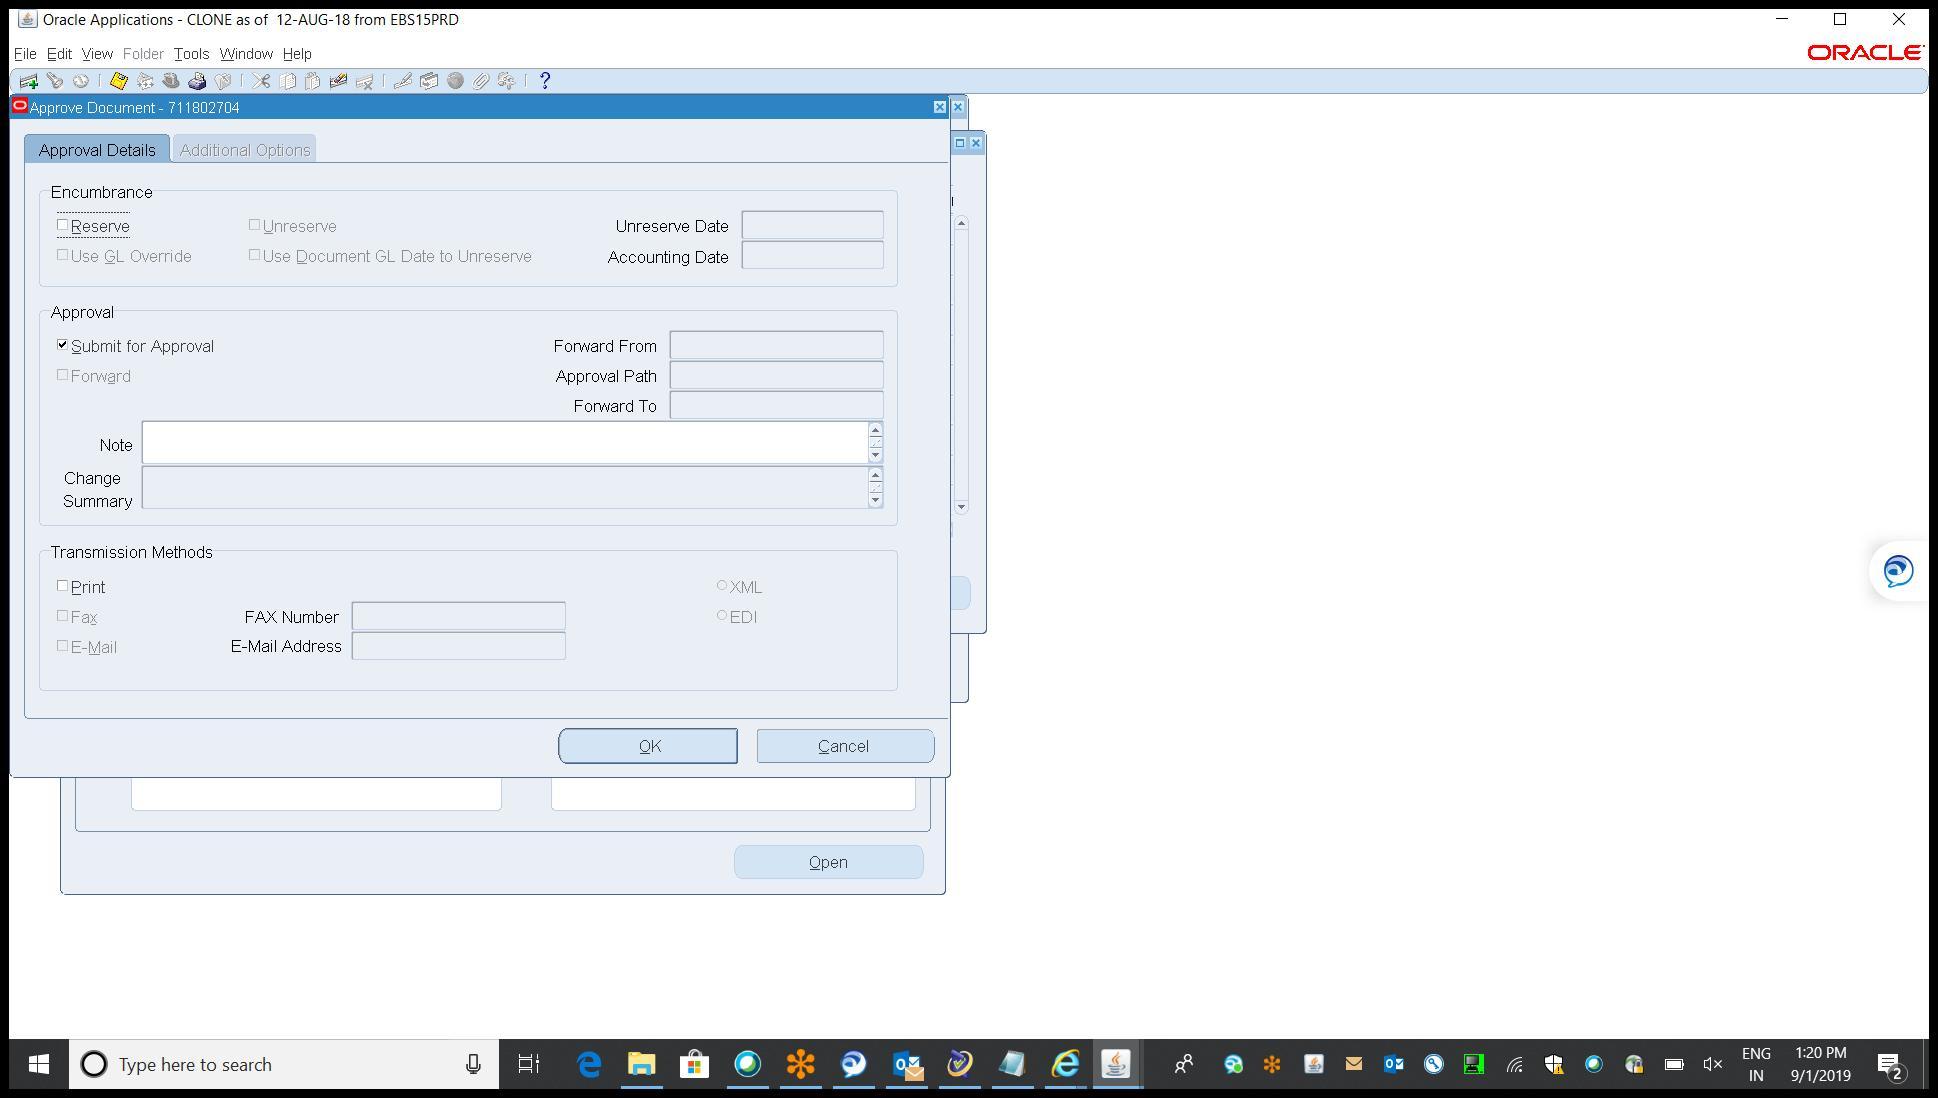 Oracle Applications - CLONE as of 12-AUG-18 from EBS15PRD
File Edit View Folder Tools Window Help
ORACLE
Approve Document - 711802704
Approval Details Additional Options
Encumbrance
Reserve Unreserve Unreserve Date
Use GL Override Use Document GL Date to Unreserve Accounting Date
Approval
Submit for Approval Forward From
Forward Approval Path
Forward To
Note
Change
Summary
Transmission Methods
Print XML
Fax FAX Number EDI
E-Mail E-Mail Address
OK Cancel
Open
Type here to search
ENG 1:20 PM
IN 9/1/2019
2